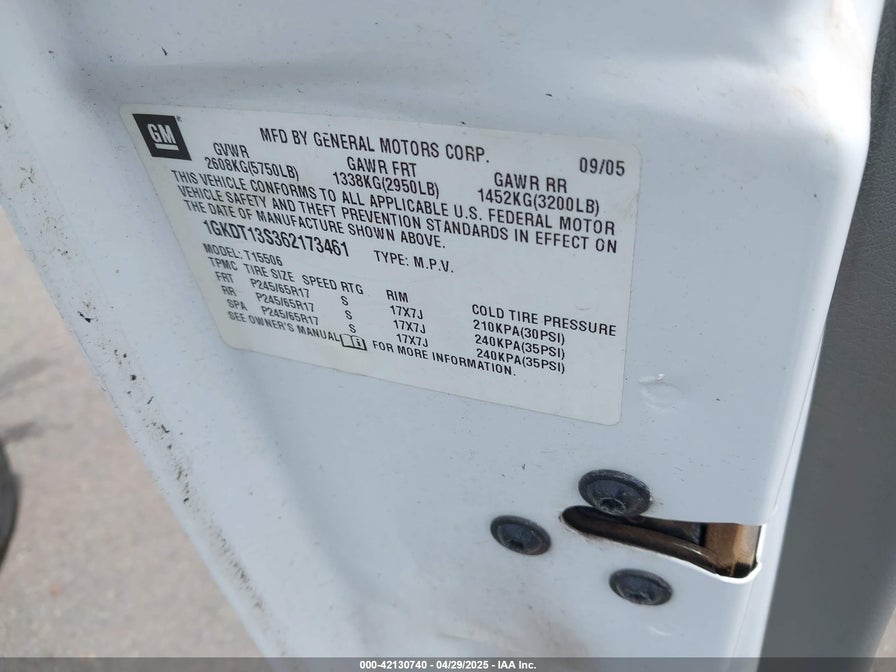 GM
MFD BY GENERAL MOTORS CORP. 09/05
GVWR GAWR FRT GAWR RR
2608KG(5750LB) 1338KG(2950LB) 1452KG(3200LB)
THIS VEHICLE CONFORMS TO ALL APPLICABLE U.S. FEDERAL MOTOR
VEHICLE SAFETY AND THEFT PREVENTION STANDARDS IN EFFECT ON
THE DATE OF MANUFACTURE SHOWN ABOVE.
1GKDT13S362173461 TYPE: M.P.V.
MODEL: T15506
TPMC TIRE SIZE SPEED RTG RIM COLD TIRE PRESSURE
FRT P245/65R17 S 17X7J 210KPA(30PSI)
RR P245/65R17 S 17X7J 240KPA(35PSI)
SPA P245/65R17 S 17X7J 240KPA(35PSI)
SEE OWNER'S MANUAL FOR MORE INFORMATION.
000-42130740 - 04/29/2025 - IAA Inc.